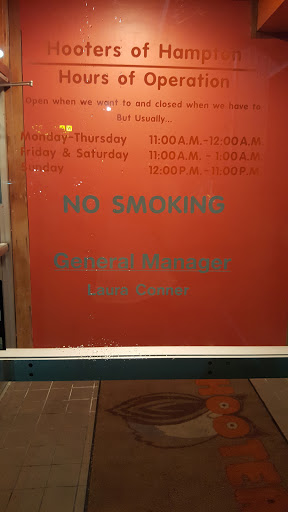 Hooters of Hampton
Hours of Operation
Open when we want to and closed when we have to
But Usually...
Monday-Thursday 11:00A.M.-12:00A.M
Friday & Saturday 11:00A.M. - 1:00A.M.
Sunday 12:00P.M. - 11:00P.M
NO SMOKING
General Manager
Laura Conner